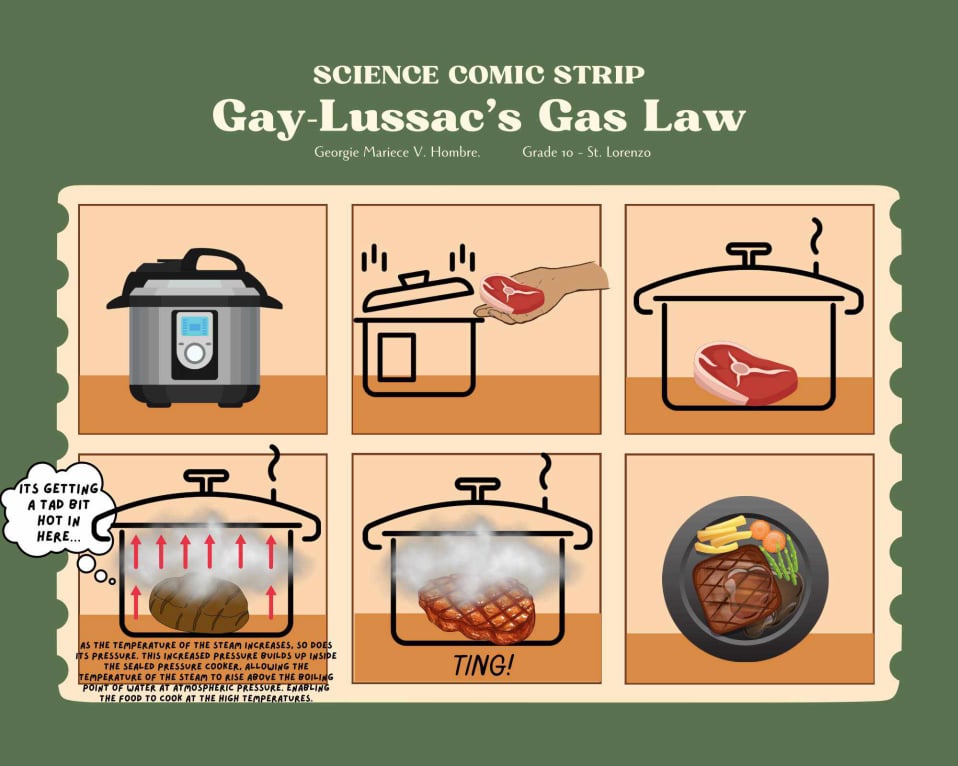 SCIENCE COMIC STRIP
Gay-Lussac's Gas Law
Georgie Mariece V. Hombre. Grade 10 - St. Lorenzo
ITS GETTING
A TAD BIT
HOT IN
HERE...
AS THE TEMPERATURE OF THE STEAM INCREASES, SO DOES
ITS PRESSURE. THIS INCREASED PRESSURE BUILDS UP INSIDE
THE SEALED PRESSURE COOKER, ALLOWING THE
TEMPERATURE OF THE STEAM TO RISE ABOVE THE BOILING
POINT OF WATER AT ATMOSPHERIC PRESSURE. ENABLING
THE FOOD TO COOK AT THE HIGH TEMPERATURES.
TING!